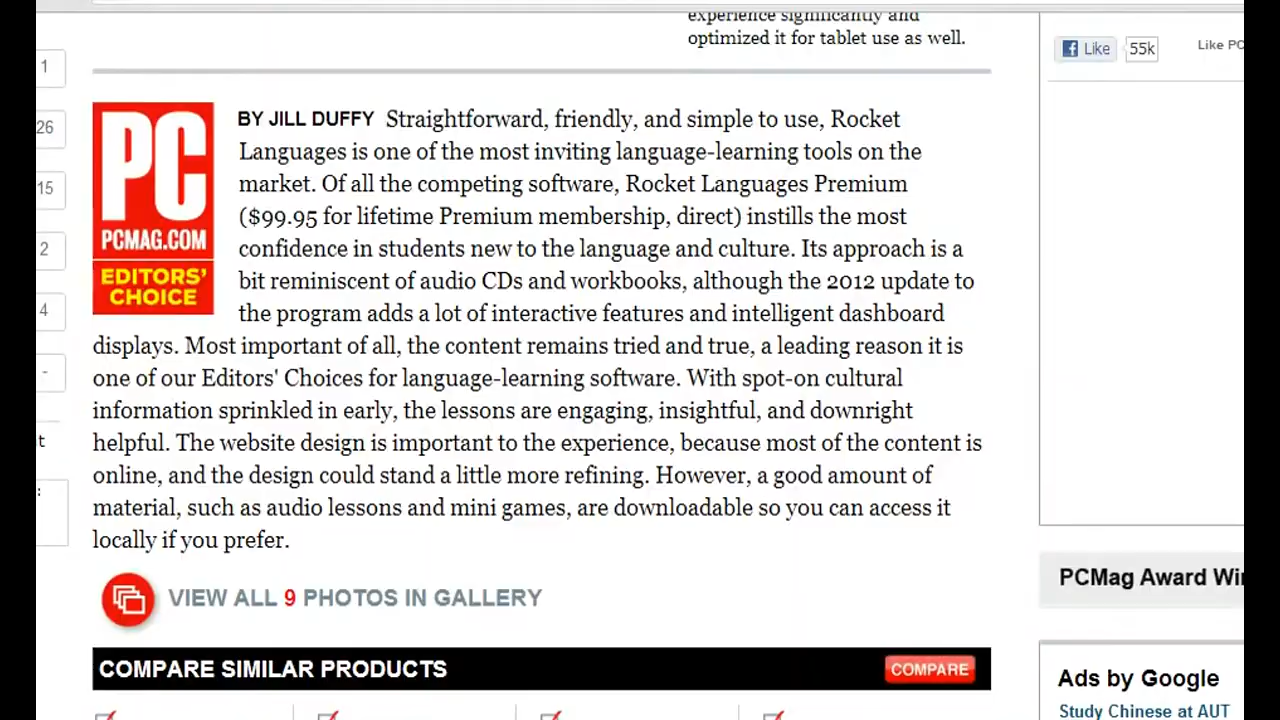 experience significantly and
optimized it for tablet use as well.
Like
55k
Like PC
1
26
15
2
4
-
t
:
PC
PCMAG.COM
EDITORS'
CHOICE
BY JILL DUFFY Straightforward, friendly, and simple to use, Rocket
Languages is one of the most inviting language-learning tools on the
market. Of all the competing software, Rocket Languages Premium
($99.95 for lifetime Premium membership, direct) instills the most
confidence in students new to the language and culture. Its approach is a
bit reminiscent of audio CDs and workbooks, although the 2012 update to
the program adds a lot of interactive features and intelligent dashboard
displays. Most important of all, the content remains tried and true, a leading reason it is
one of our Editors' Choices for language-learning software. With spot-on cultural
information sprinkled in early, the lessons are engaging, insightful, and downright
helpful. The website design is important to the experience, because most of the content is
online, and the design could stand a little more refining. However, a good amount of
material, such as audio lessons and mini games, are downloadable so you can access it
locally if you prefer.
VIEW ALL 9 PHOTOS IN GALLERY
COMPARE SIMILAR PRODUCTS
COMPARE
PCMag Award Wi
Ads by Google
Study Chinese at AUT